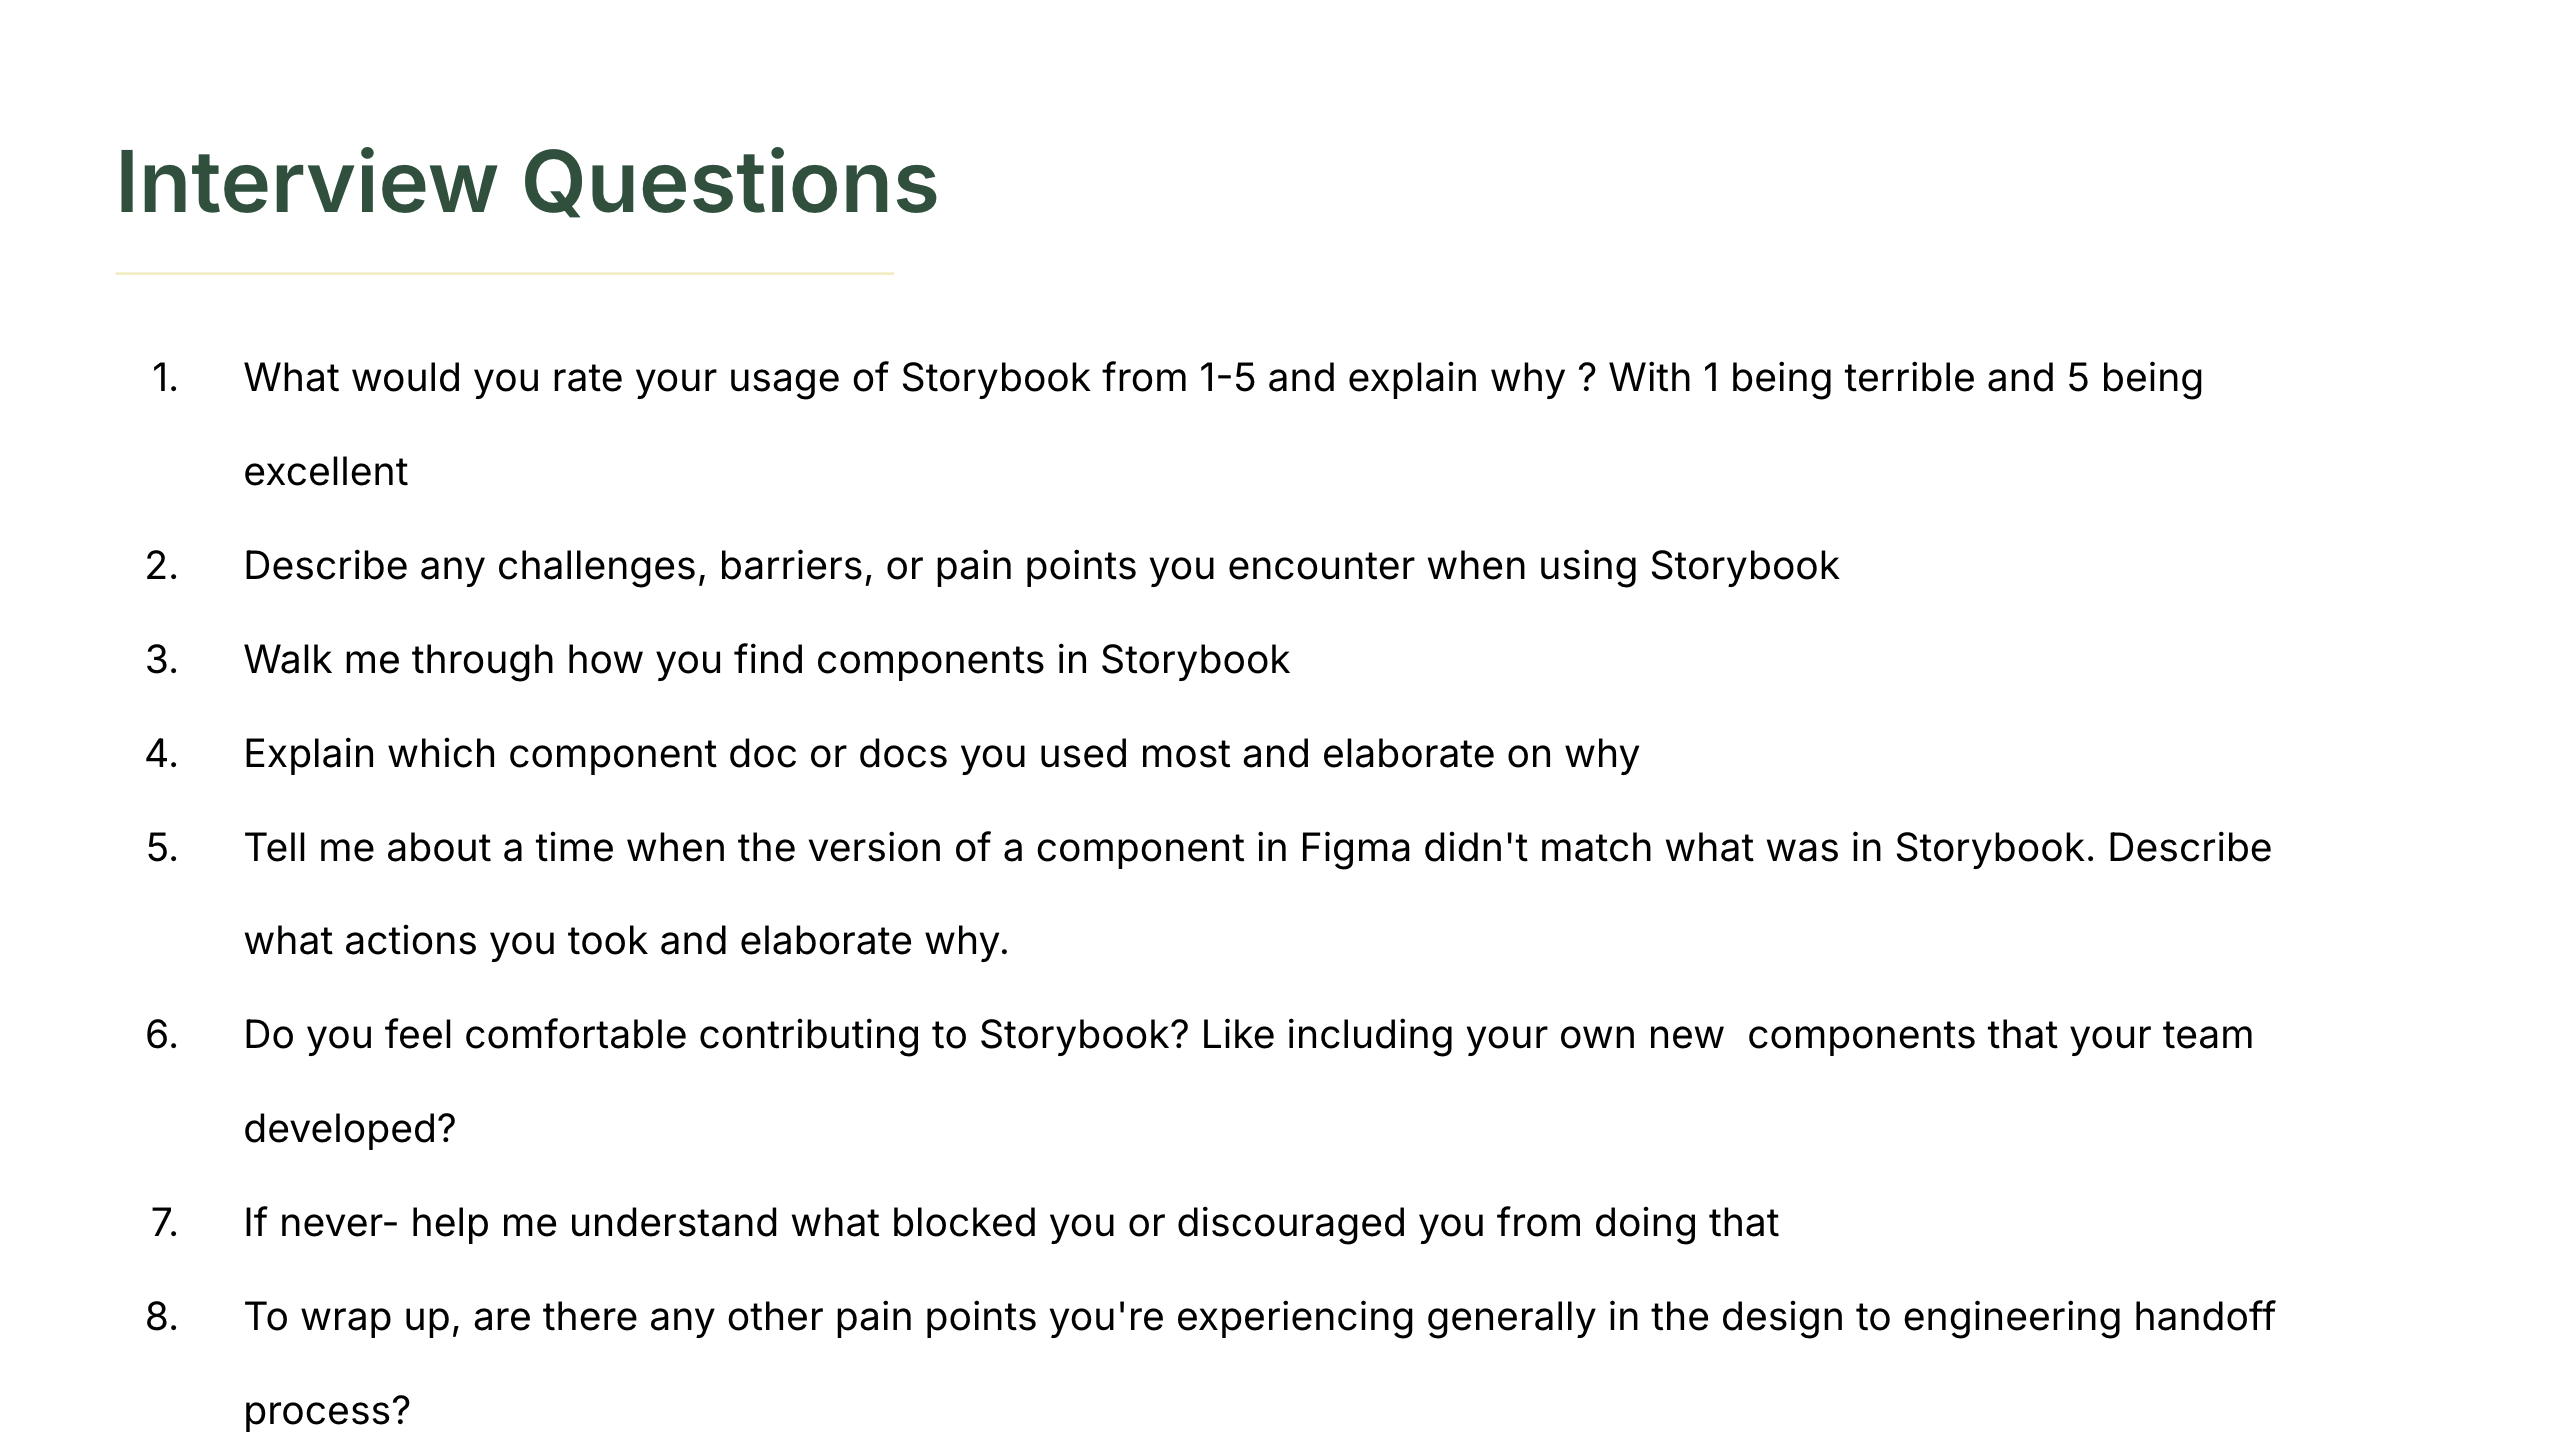 Interview Questions
1. What would you rate your usage of Storybook from 1-5 and explain why ? With 1 being terrible and 5 being
excellent
2. Describe any challenges, barriers, or pain points you encounter when using Storybook
3. Walk me through how you find components in Storybook
4. Explain which component doc or docs you used most and elaborate on why
5. Tell me about a time when the version of a component in Figma didn't match what was in Storybook. Describe
what actions you took and elaborate why.
6. Do you feel comfortable contributing to Storybook? Like including your own new  components that your team
developed?
7. If never- help me understand what blocked you or discouraged you from doing that
8. To wrap up, are there any other pain points you're experiencing generally in the design to engineering handoff
process?